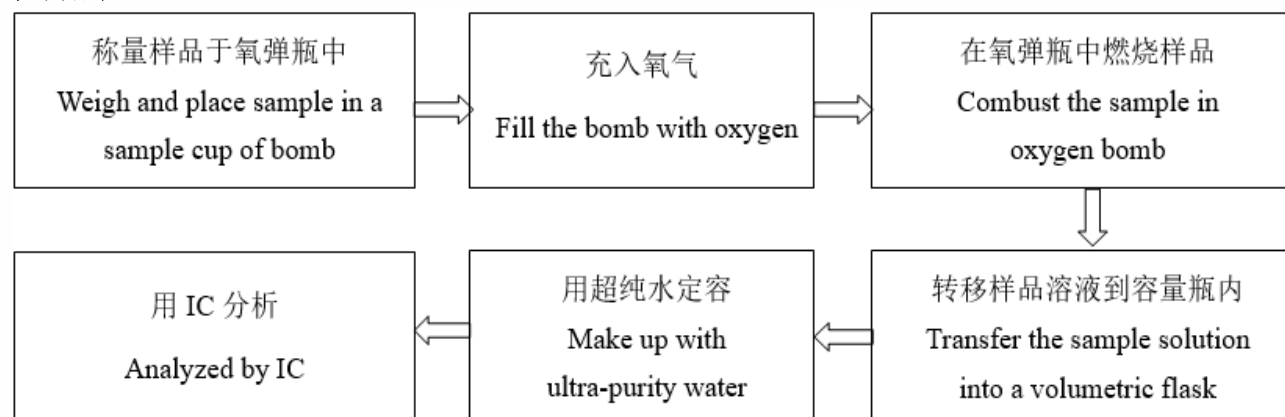 称量样品于氧弹瓶中
Weigh and place sample in a
sample cup of bomb
充入氧气
Fill the bomb with oxygen
在氧弹瓶中燃烧样品
Combust the sample in
oxygen bomb
转移样品溶液到容量瓶内
Transfer the sample solution
into a volumetric flask
用超纯水定容
Make up with
ultra-purity water
用 IC 分析
Analyzed by IC